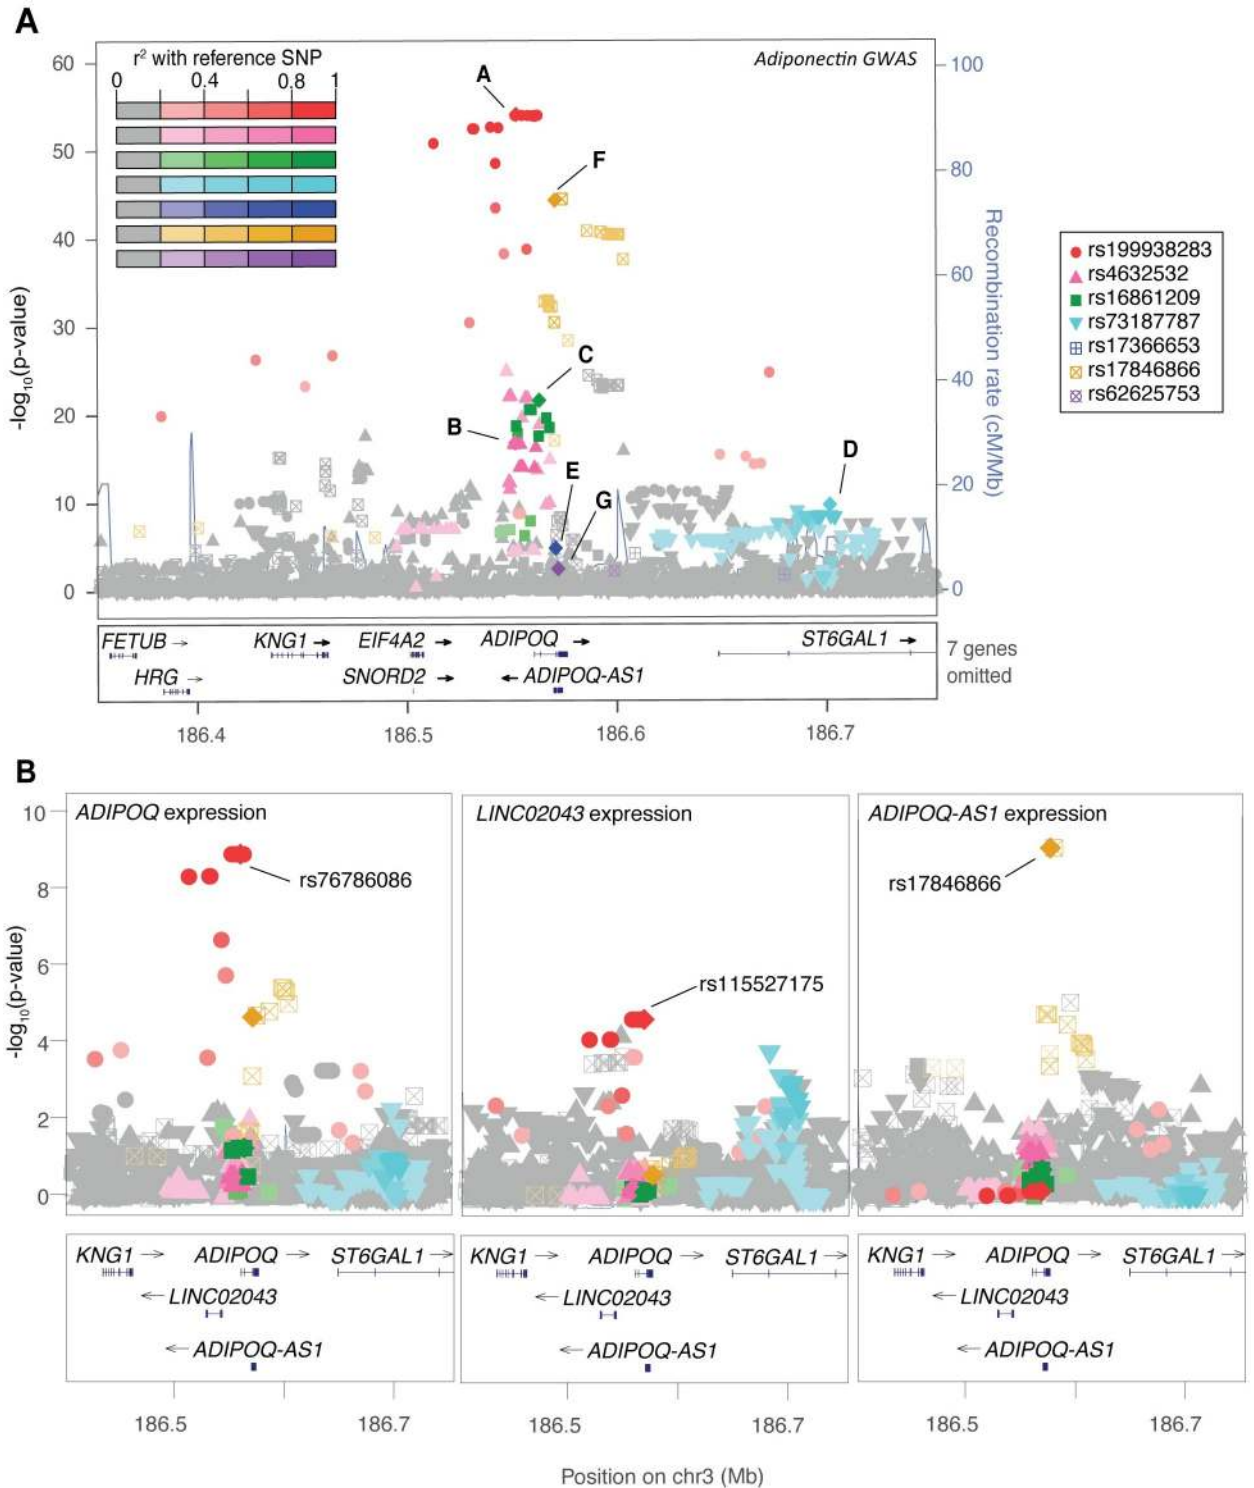 A
r² with reference SNP
0 0.4 0.8 1
Adiponectin GWAS
60
50
40
30
20
10
0
-log₁₀(p-value)
100
80
60
40
20
0
Recombination rate (cM/Mb)
A
F
C
B
E
G
D
rs199938283
rs4632532
rs16861209
rs73187787
rs17366653
rs17846866
rs62625753
FETUB → KNG1 → EIF4A2 → ADIPOQ → ST6GAL1 →
HRG → SNORD2 → ← ADIPOQ-AS1
7 genes
omitted
186.4 186.5 186.6 186.7
B
10
8
6
4
2
0
-log₁₀(p-value)
ADIPOQ expression
rs76786086
LINC02043 expression
rs115527175
ADIPOQ-AS1 expression
rs17846866
KNG1 → ADIPOQ → ST6GAL1 →
← LINC02043
← ADIPOQ-AS1
186.5 186.7
KNG1 → ADIPOQ → ST6GAL1 →
← LINC02043
← ADIPOQ-AS1
186.5 186.7
KNG1 → ADIPOQ → ST6GAL1 →
← LINC02043
← ADIPOQ-AS1
186.5 186.7
Position on chr3 (Mb)